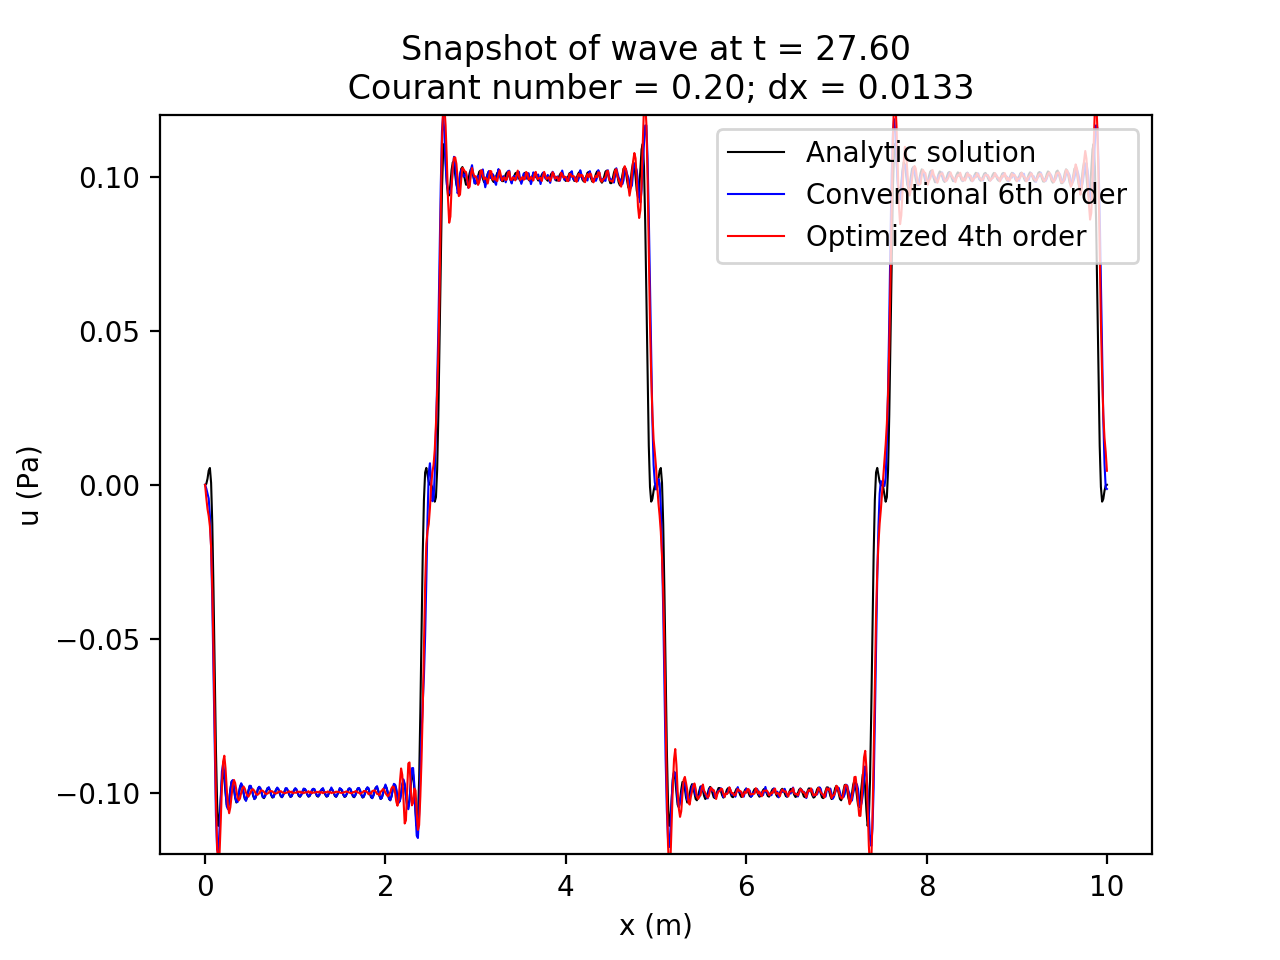 Snapshot of wave at t = 27.60
Courant number = 0.20; dx = 0.0133
Analytic solution
Conventional 6th order
Optimized 4th order
0.10
0.05
0.00
−0.05
−0.10
u (Pa)
0 2 4 6 8 10
x (m)